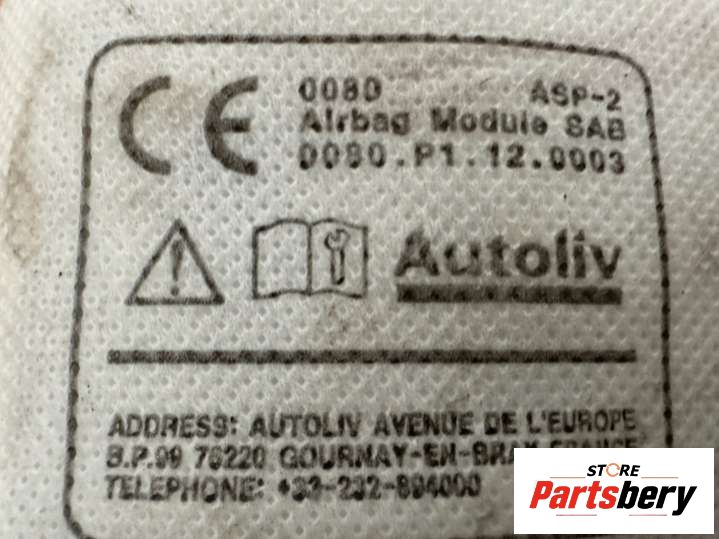 CE
0080 ASP-2
Airbag Module SAB
0080.P1.12.0003
Autoliv
ADDRESS: AUTOLIV AVENUE DE L'EUROPE
B.P.99 76220 GOURNAY-EN-BRAY FRANCE
TELEPHONE: +33-232-894000
STORE
Partsbery